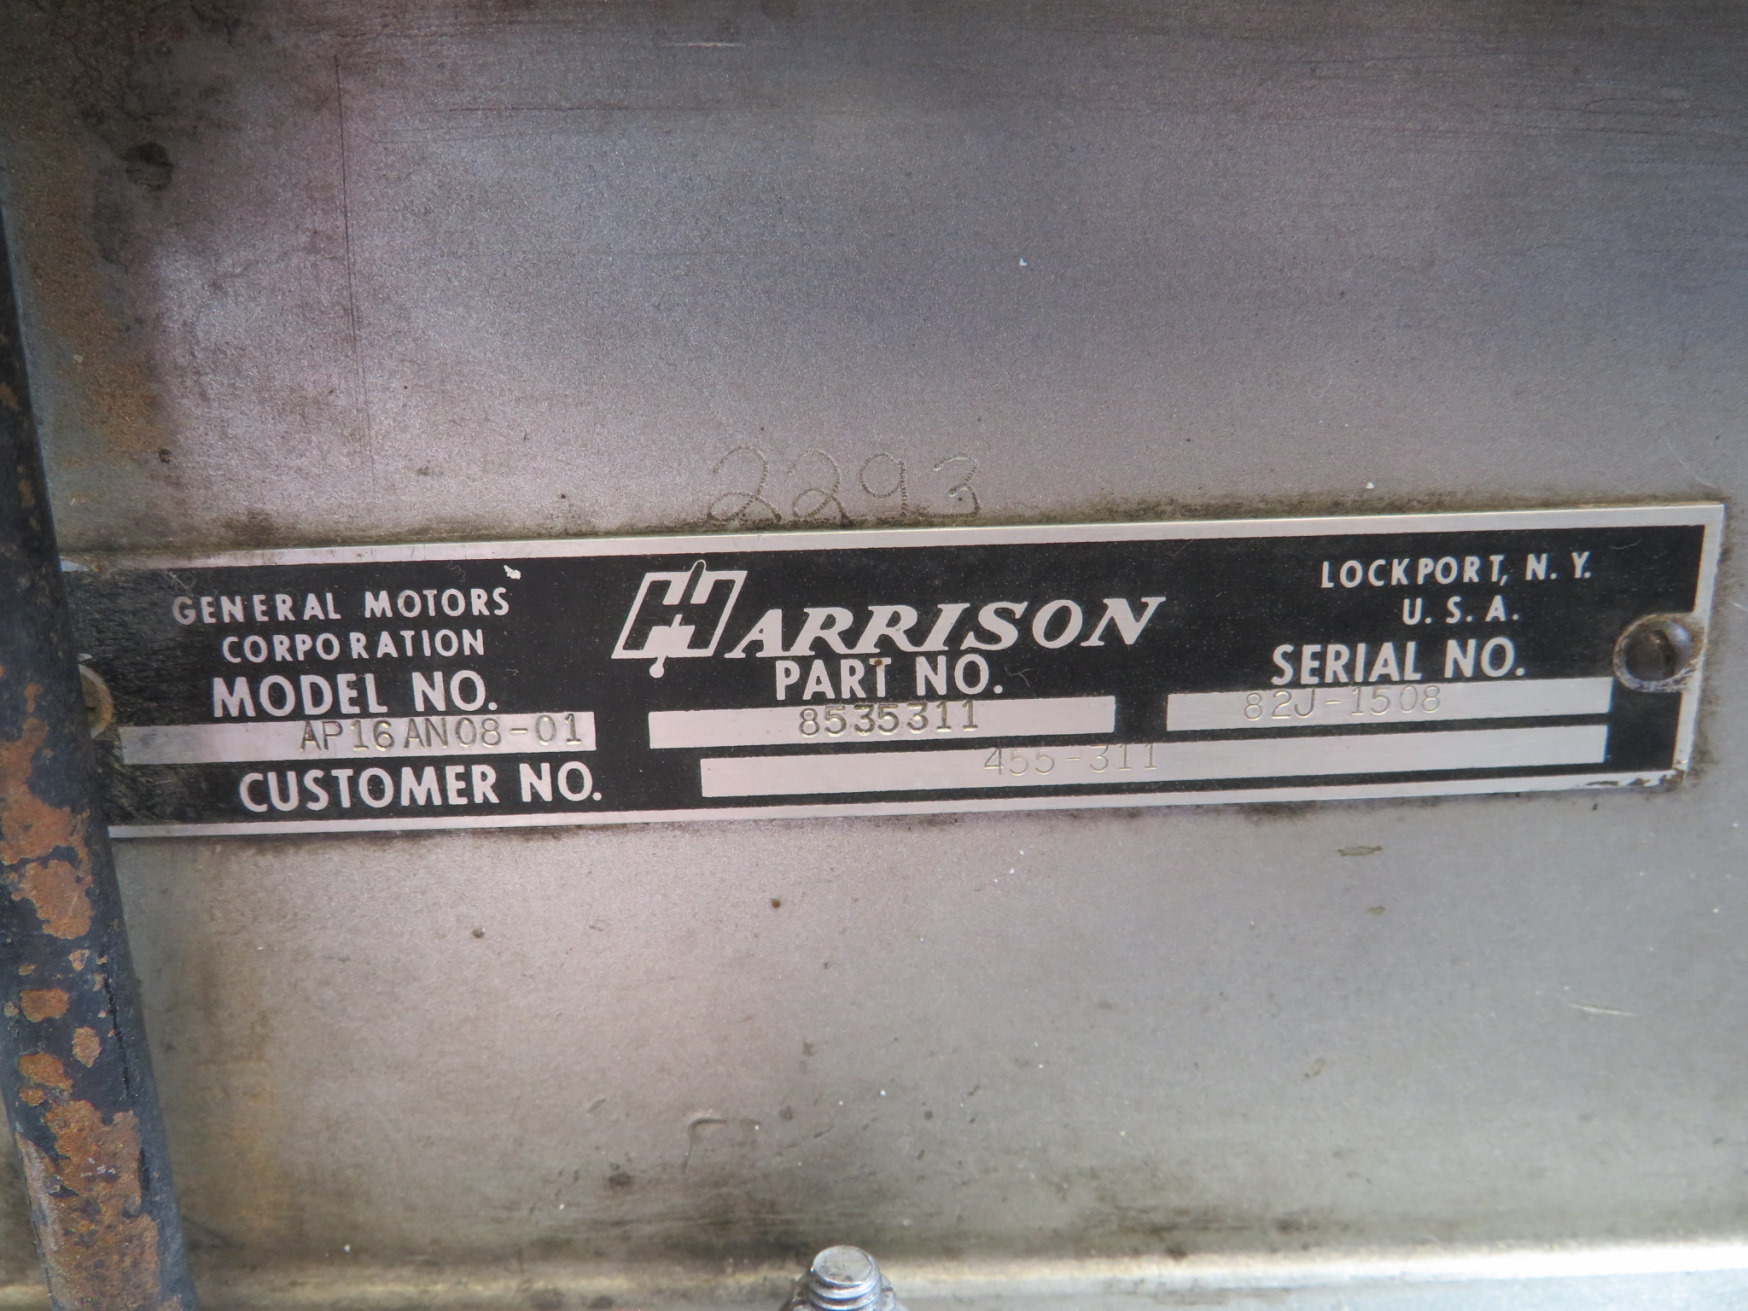 2293
GENERAL MOTORS
CORPORATION
HARRISON
LOCKPORT, N. Y.
U. S. A.
MODEL NO.
PART NO.
SERIAL NO.
AP16AN08-01
8535311
82J-1508
CUSTOMER NO.
455-311